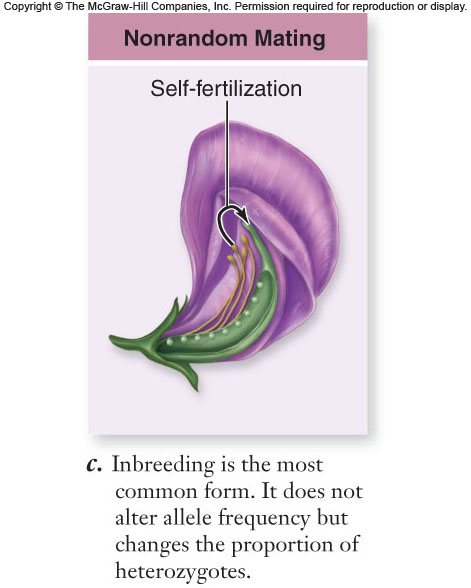 Copyright © The McGraw-Hill Companies, Inc. Permission required for reproduction or display.
Nonrandom Mating
Self-fertilization
c. Inbreeding is the most
common form. It does not
alter allele frequency but
changes the proportion of
heterozygotes.